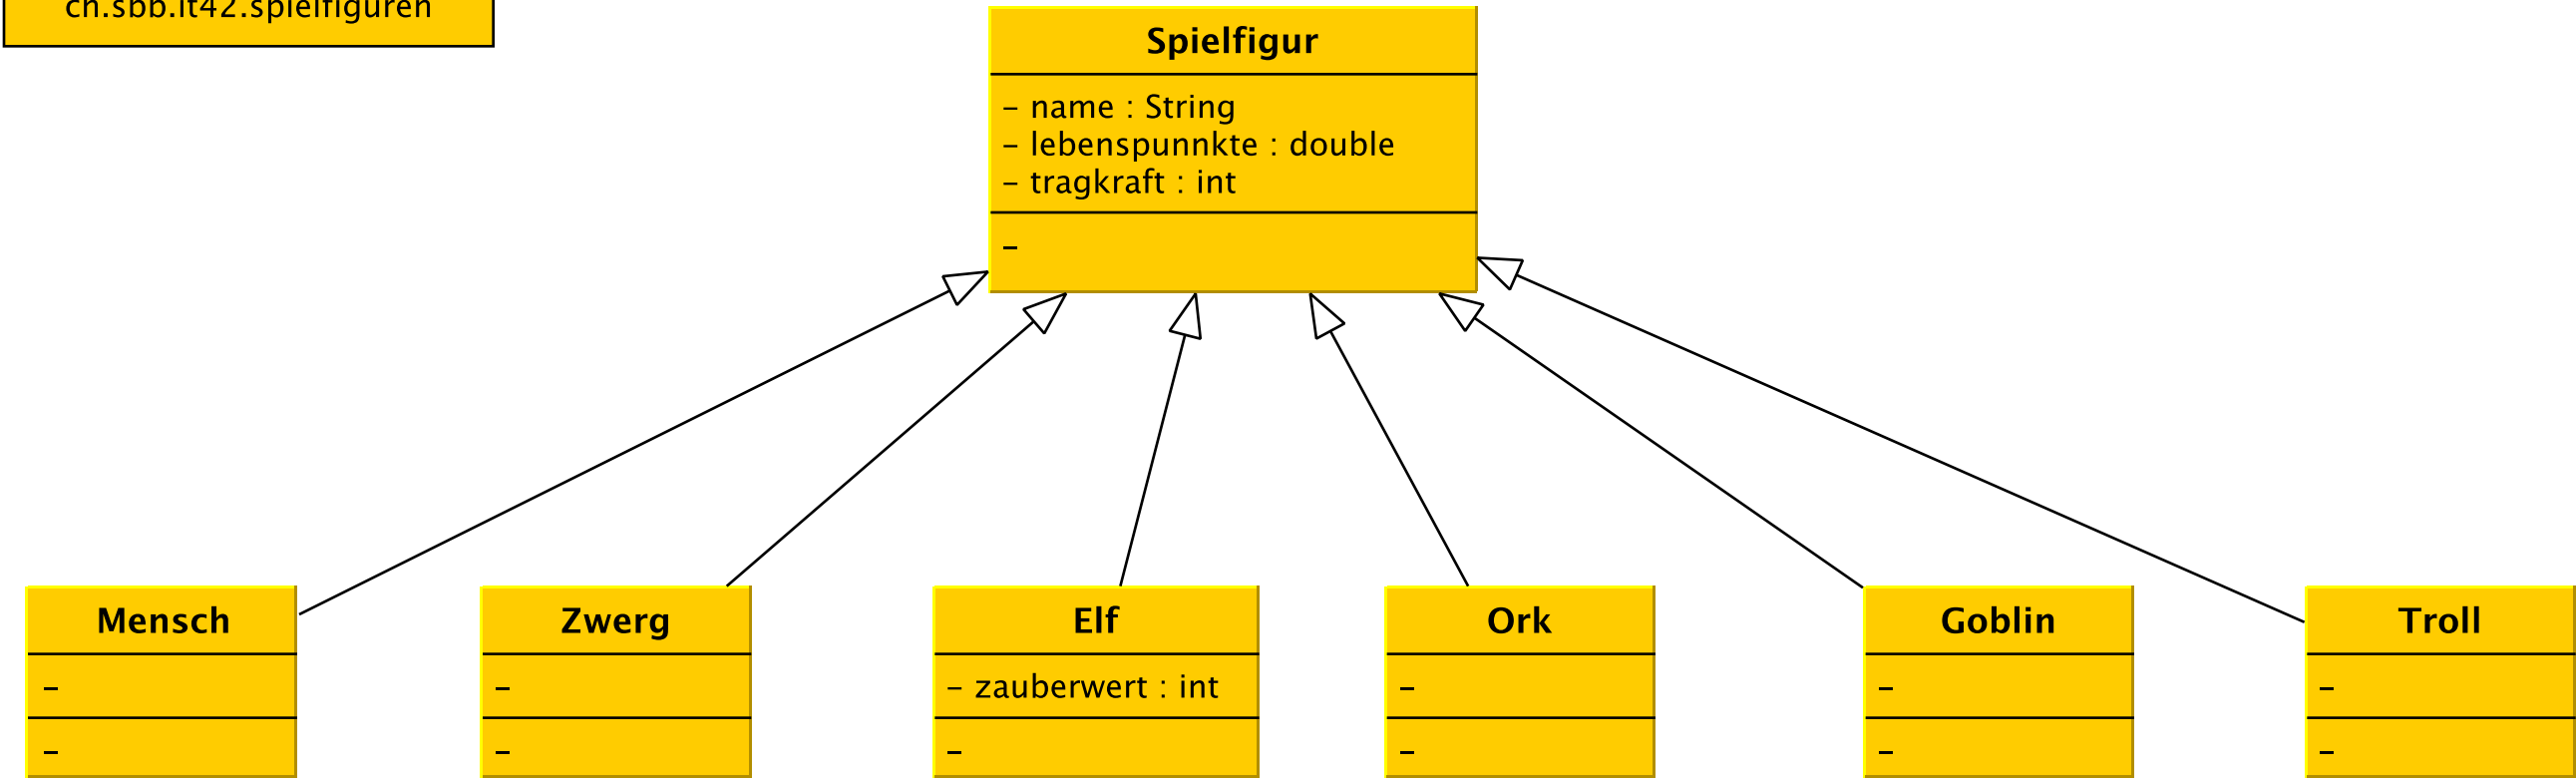 ch.sbb.it42.spielfiguren
Spielfigur
- name : String
- lebenspunnkte : double
- tragkraft : int
-
Mensch
-
-
Zwerg
-
-
Elf
- zauberwert : int
-
Ork
-
-
Goblin
-
-
Troll
-
-